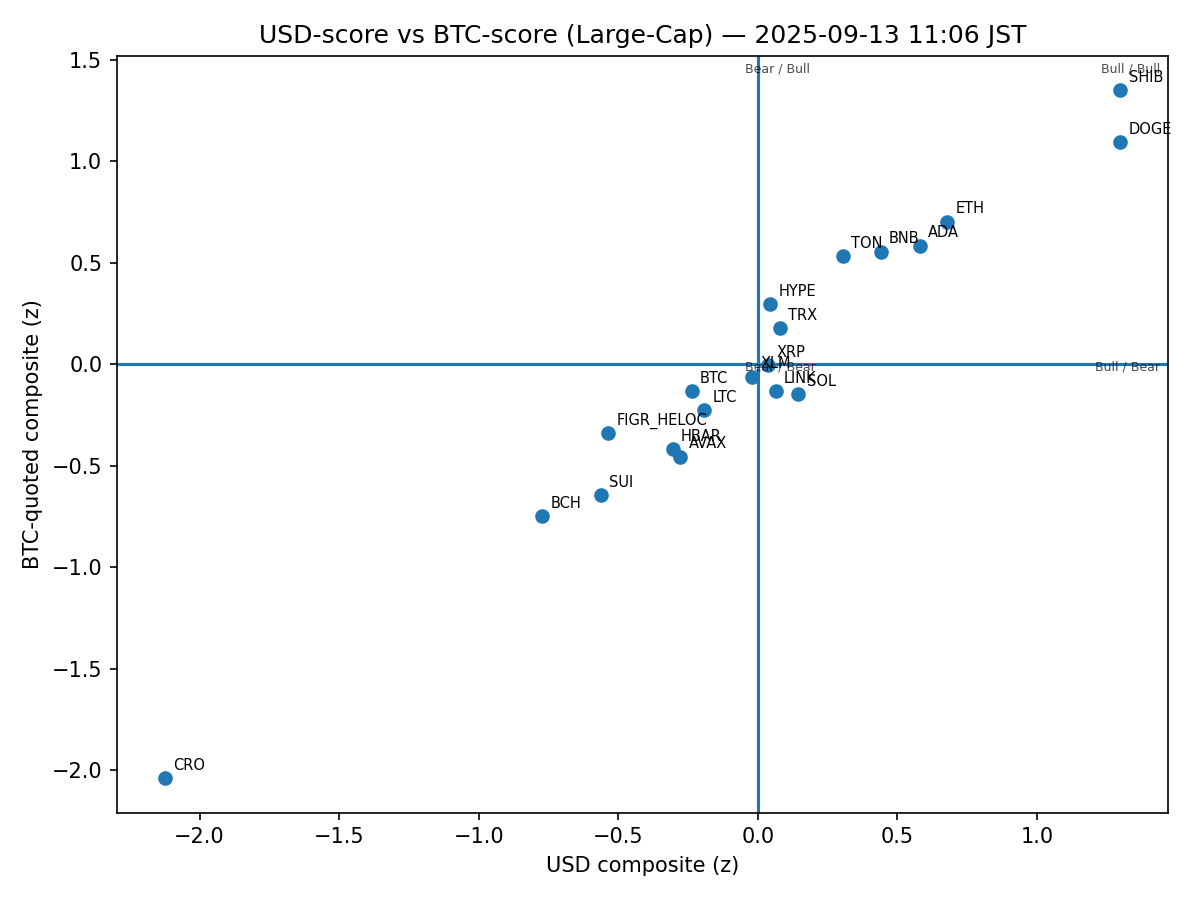 USD-score vs BTC-score (Large-Cap) — 2025-09-13 11:06 JST
1.5
Bear / Bull
Bull / Bull
SHIB
DOGE
1.0
ETH
ADA
BNB
TON
0.5
HYPE
TRX
XRP
XLM
0.0
Bear / Bear
Bull / Bear
BTC
LINK
SOL
LTC
FIGR_HELOC
HBAR
AVAX
−0.5
SUI
BCH
−1.0
−1.5
CRO
−2.0
BTC-quoted composite (z)
−2.0
−1.5
−1.0
−0.5
0.0
0.5
1.0
USD composite (z)